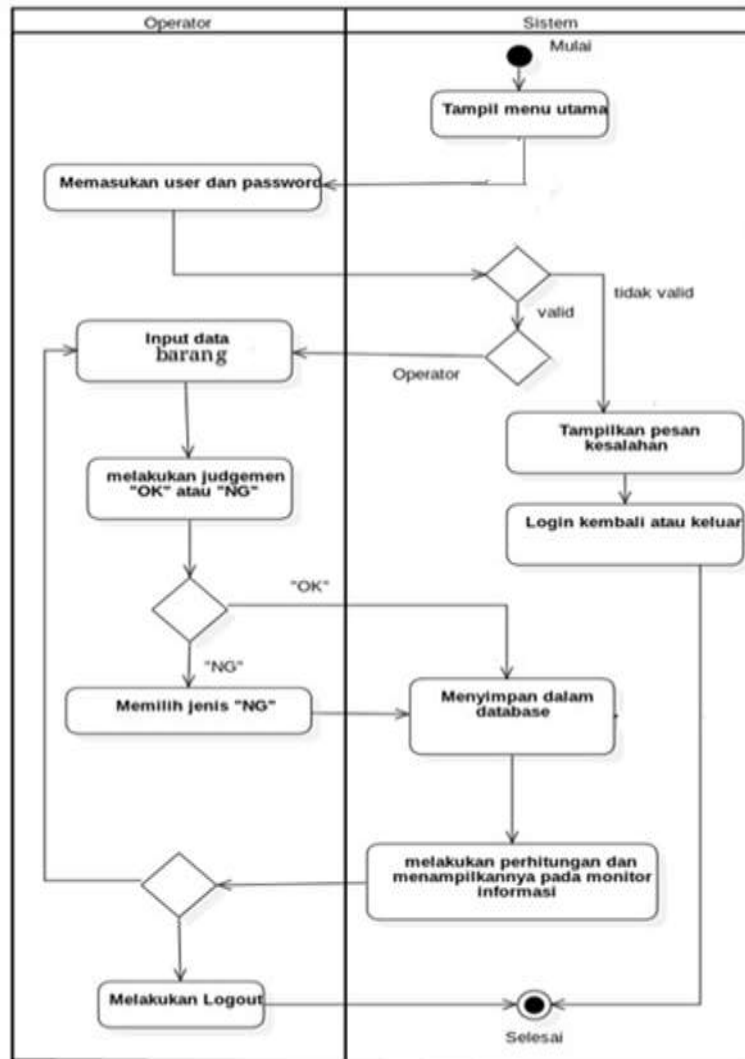 Operator
Sistem
Mulai
Tampil menu utama
Memasukan user dan password
tidak valid
valid
Input data
barang
Operator
Tampilkan pesan
kesalahan
melakukan judgemen
"OK" atau "NG"
Login kembali atau keluar
"OK"
"NG"
Memilih jenis "NG"
Menyimpan dalam
database
melakukan perhitungan dan
menampilkannya pada monitor
informasi
Melakukan Logout
Selesai